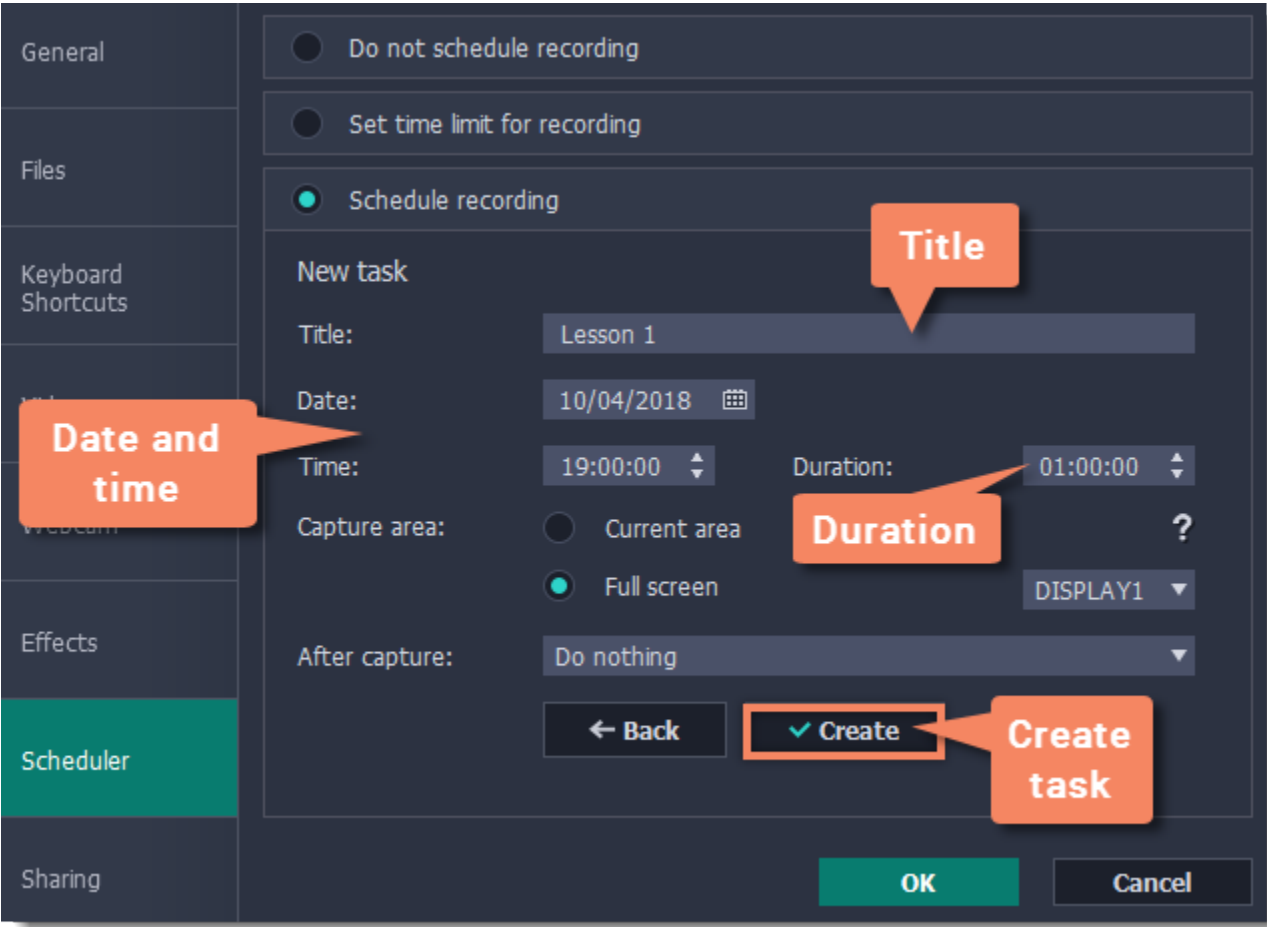 General
Files
Keyboard
Shortcuts
Effects
Scheduler
Sharing
Do not schedule recording
Set time limit for recording
Schedule recording
New task
Title
Title: Lesson 1
Date: 10/04/2018
Date and
time
Time: 19:00:00 Duration: 01:00:00
Duration
Capture area: Current area ?
Full screen DISPLAY1
After capture: Do nothing
Back Create
Create
task
OK Cancel